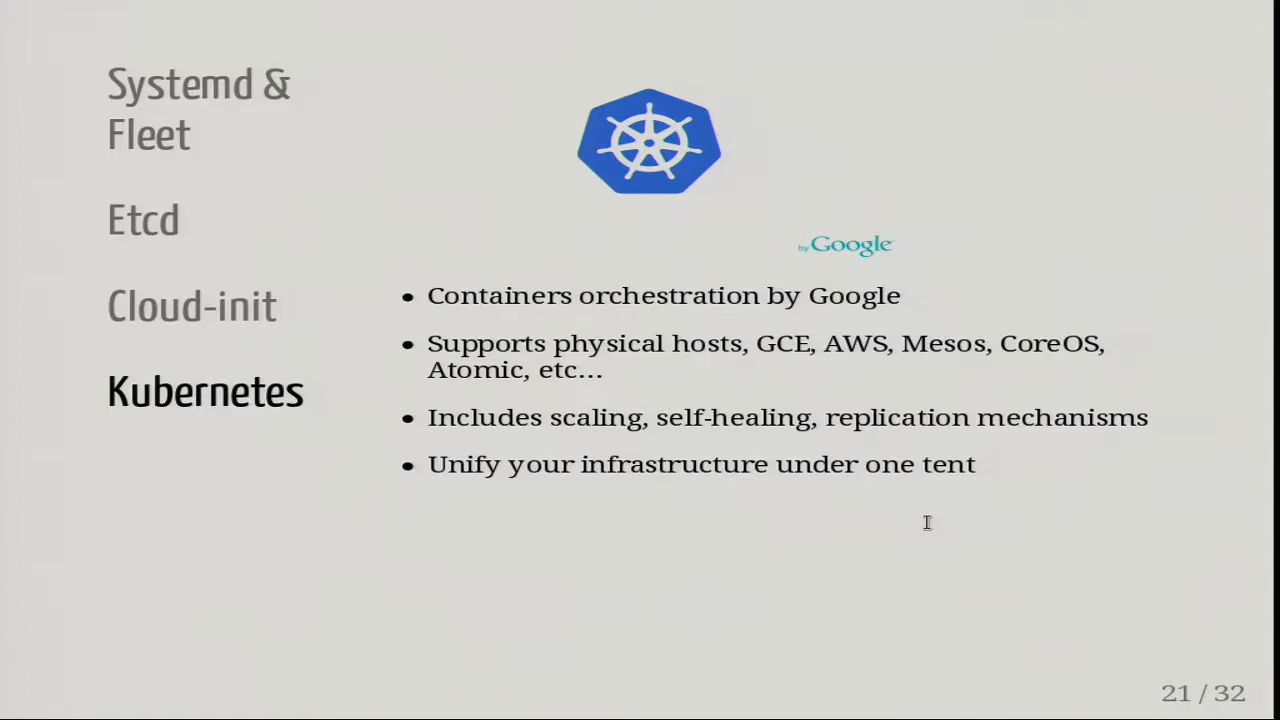 Systemd &
Fleet
Etcd
Cloud-init
Kubernetes
by Google
• Containers orchestration by Google
• Supports physical hosts, GCE, AWS, Mesos, CoreOS,
Atomic, etc...
• Includes scaling, self-healing, replication mechanisms
• Unify your infrastructure under one tent
21 / 32